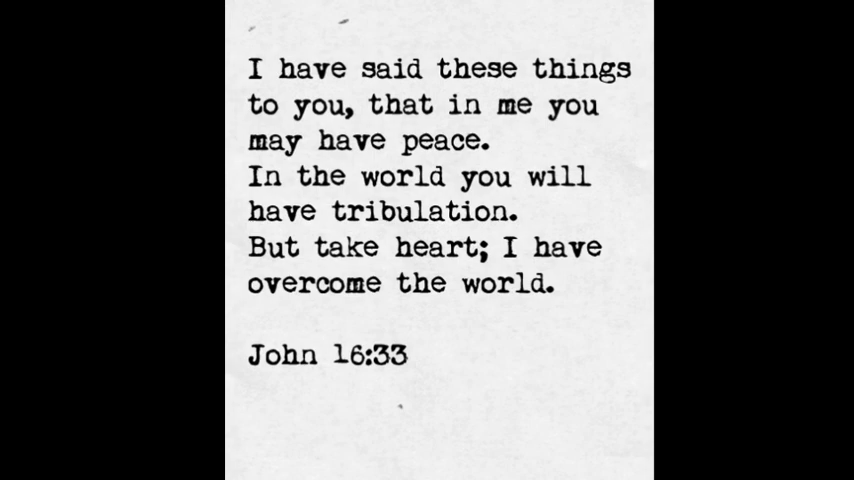 I have said these things
to you, that in me you
may have peace.
In the world you will
have tribulation.
But take heart; I have
overcome the world.
John 16:33